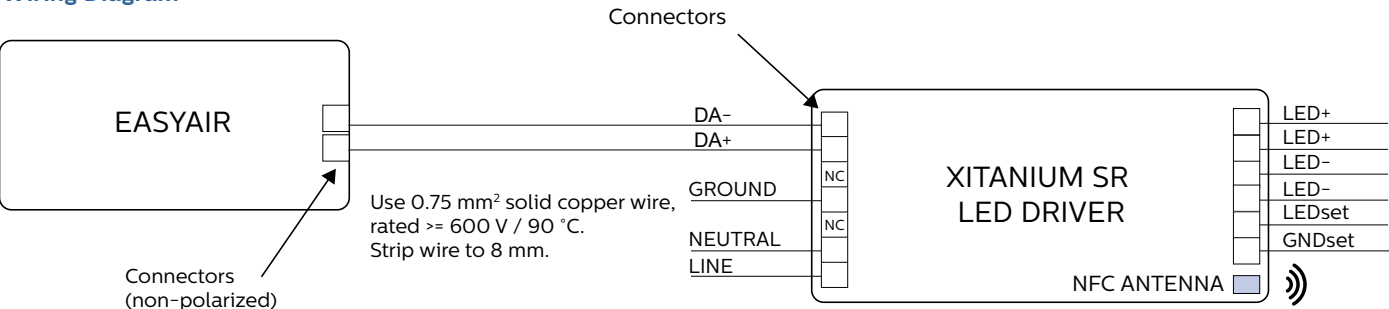 Connectors
EASYAIR
DA-
DA+
GROUND
NEUTRAL
LINE
Use 0.75 mm² solid copper wire,
rated >= 600 V / 90 ˚C.
Strip wire to 8 mm.
Connectors
(non-polarized)
NC
NC
XITANIUM SR
LED DRIVER
NFC ANTENNA
LED+
LED+
LED-
LED-
LEDset
GNDset